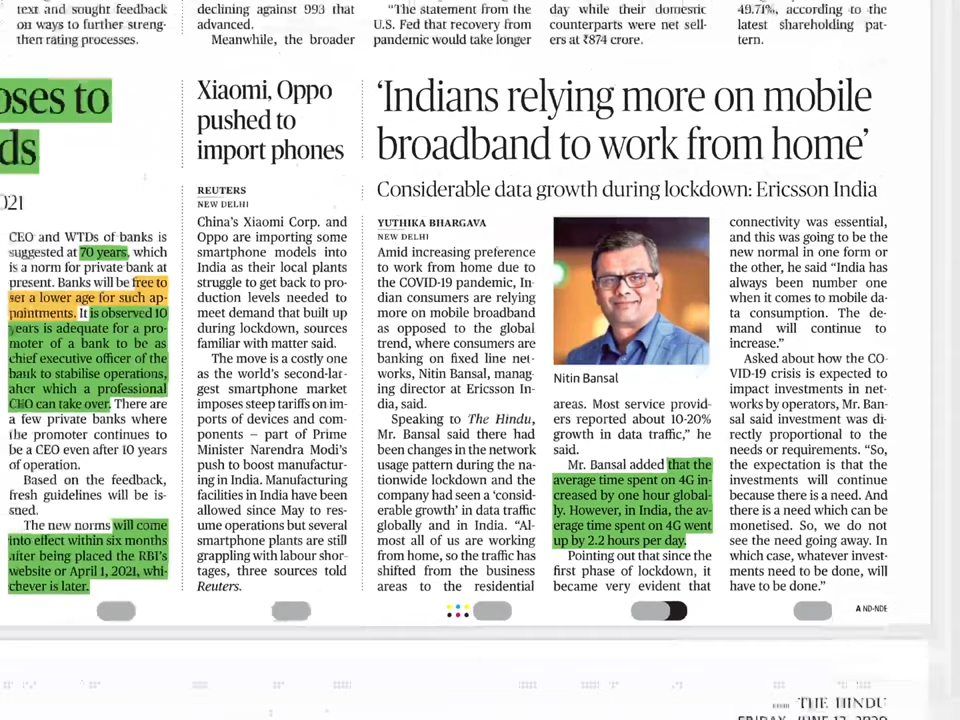 text and sought feedback
on ways to further streng-
then rating processes.
declining against 993 that
advanced.
Meanwhile, the broader
"The statement from the
U.S. Fed that recovery from
pandemic would take longer
day while their domestic
counterparts were net sell-
ers at ₹874 crore.
49.71%, according to the
latest shareholding pat-
tern.
oses to
ds
021
CEO and WTDs of banks is
suggested at 70 years, which
is a norm for private bank at
present. Banks will be free to
set a lower age for such ap-
pointments. It is observed 10
years is adequate for a pro-
moter of a bank to be as
chief executive officer of the
bank to stabilise operations,
after which a professional
CEO can take over. There are
a few private banks where
the promoter continues to
be a CEO even after 10 years
of operation.
Based on the feedback,
fresh guidelines will be is-
sued.
The new norms will come
into effect within six months
after being placed the RBI's
website or April 1, 2021, whi-
chever is later.
Xiaomi, Oppo
pushed to
import phones
REUTERS
NEW DELHI
China's Xiaomi Corp. and
Oppo are importing some
smartphone models into
India as their local plants
struggle to get back to pro-
duction levels needed to
meet demand that built up
during lockdown, sources
familiar with matter said.
The move is a costly one
as the world's second-lar-
gest smartphone market
imposes steep tariffs on im-
ports of devices and com-
ponents – part of Prime
Minister Narendra Modi's
push to boost manufactur-
ing in India. Manufacturing
facilities in India have been
allowed since May to res-
ume operations but several
smartphone plants are still
grappling with labour shor-
tages, three sources told
Reuters.
'Indians relying more on mobile
broadband to work from home'
Considerable data growth during lockdown: Ericsson India
YUTHIKA BHARGAVA
NEW DELHI
Amid increasing preference
to work from home due to
the COVID-19 pandemic, In-
dian consumers are relying
more on mobile broadband
as opposed to the global
trend, where consumers are
banking on fixed line net-
works, Nitin Bansal, manag-
ing director at Ericsson In-
dia, said.
Speaking to The Hindu,
Mr. Bansal said there had
been changes in the network
usage pattern during the na-
tionwide lockdown and the
company had seen a 'consid-
erable growth' in data traffic
globally and in India. "Al-
most all of us are working
from home, so the traffic has
shifted from the business
areas to the residential
Nitin Bansal
areas. Most service provid-
ers reported about 10-20%
growth in data traffic," he
said.
Mr. Bansal added that the
average time spent on 4G in-
creased by one hour global-
ly. However, in India, the av-
erage time spent on 4G went
up by 2.2 hours per day.
Pointing out that since the
first phase of lockdown, it
became very evident that
connectivity was essential,
and this was going to be the
new normal in one form or
the other, he said "India has
always been number one
when it comes to mobile da-
ta consumption. The de-
mand will continue to
increase."
Asked about how the CO-
VID-19 crisis is expected to
impact investments in net-
works by operators, Mr. Ban-
sal said investment was di-
rectly proportional to the
needs or requirements. "So,
the expectation is that the
investments will continue
because there is a need. And
there is a need which can be
monetised. So, we do not
see the need going away. In
which case, whatever invest-
ments need to be done, will
have to be done."
A ND-NDE
THE HINDU
FRIDAY, JUNE 12, 2020